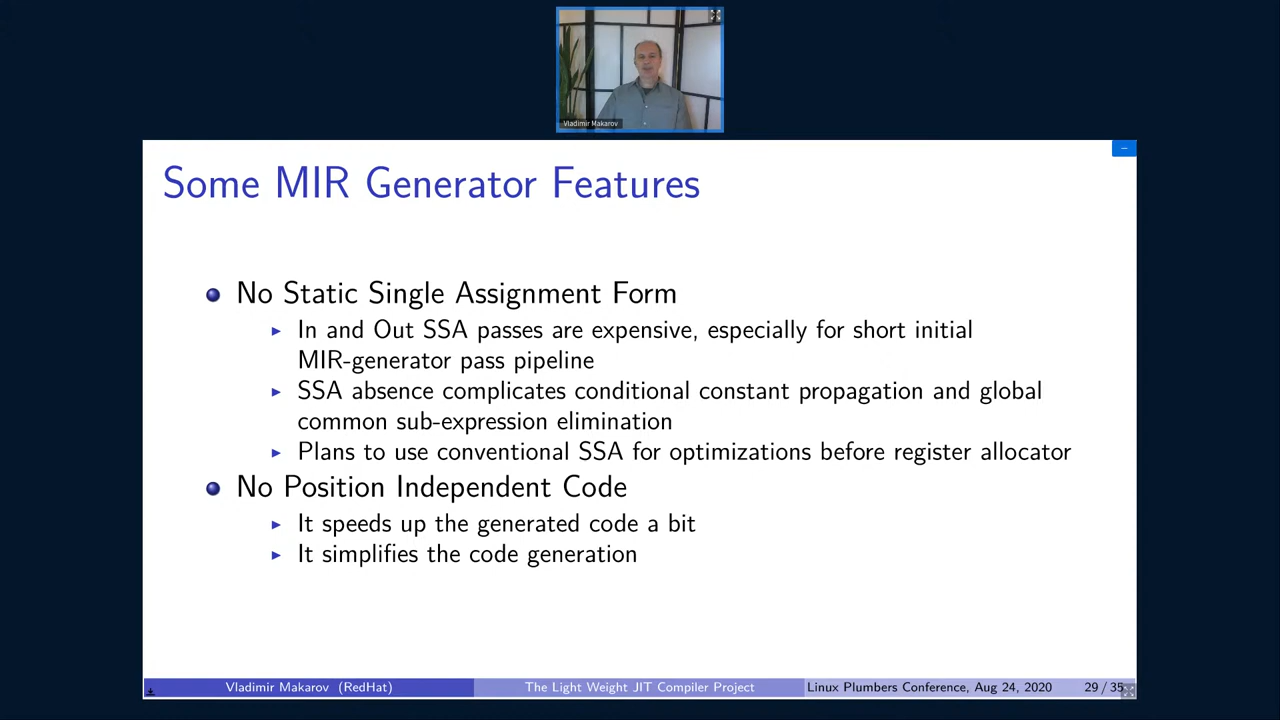 Vladimir Makarov
Some MIR Generator Features
No Static Single Assignment Form
In and Out SSA passes are expensive, especially for short initial
MIR-generator pass pipeline
SSA absence complicates conditional constant propagation and global
common sub-expression elimination
Plans to use conventional SSA for optimizations before register allocator
No Position Independent Code
It speeds up the generated code a bit
It simplifies the code generation
Vladimir Makarov (RedHat) The Light Weight JIT Compiler Project Linux Plumbers Conference, Aug 24, 2020 29 / 35